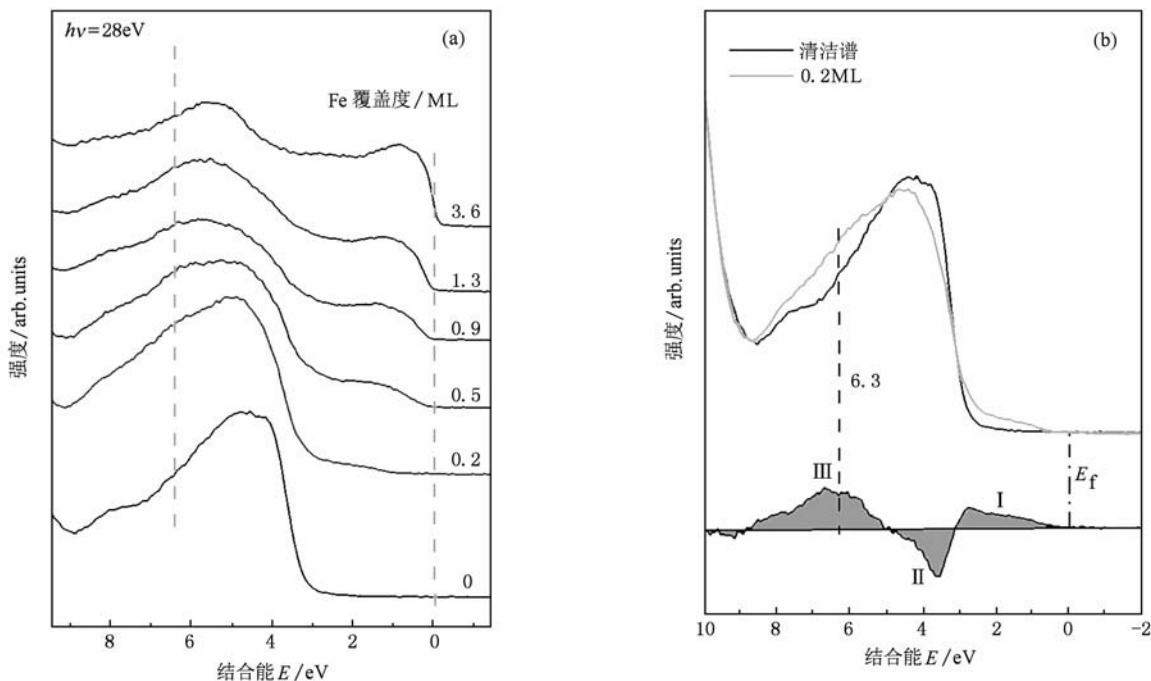 hν=28eV
(a)
Fe 覆盖度/ML
3.6
1.3
0.9
0.5
0.2
0
强度/arb.units
8 6 4 2 0
结合能 E/eV
(b)
清洁谱
0.2ML
6.3
III
I
II
E_f
强度/arb.units
10 8 6 4 2 0 -2
结合能 E/eV